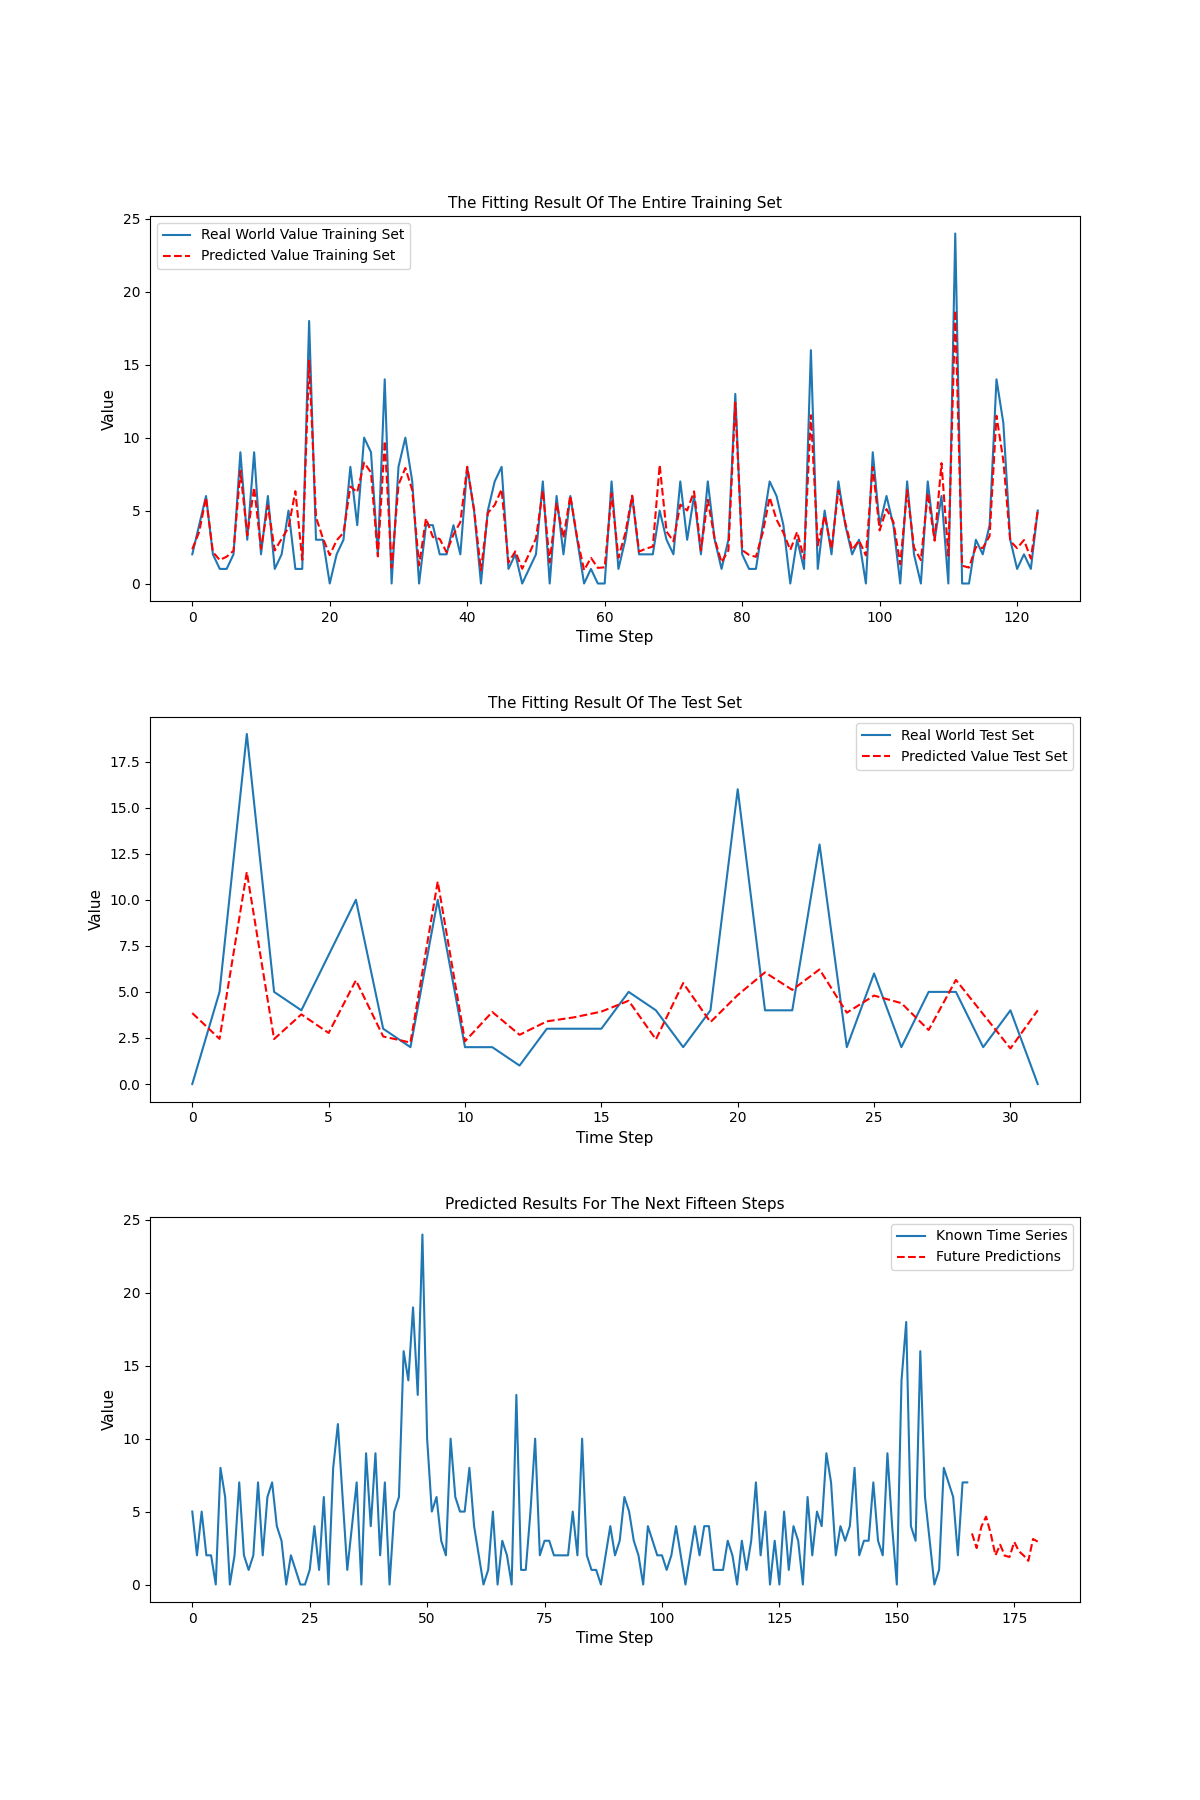 The Fitting Result Of The Entire Training Set
25
20
15
10
5
0
Value
Real World Value Training Set
Predicted Value Training Set
0 20 40 60 80 100 120
Time Step
The Fitting Result Of The Test Set
17.5
15.0
12.5
10.0
7.5
5.0
2.5
0.0
Value
Real World Test Set
Predicted Value Test Set
0 5 10 15 20 25 30
Time Step
Predicted Results For The Next Fifteen Steps
25
20
15
10
5
0
Value
Known Time Series
Future Predictions
0 25 50 75 100 125 150 175
Time Step